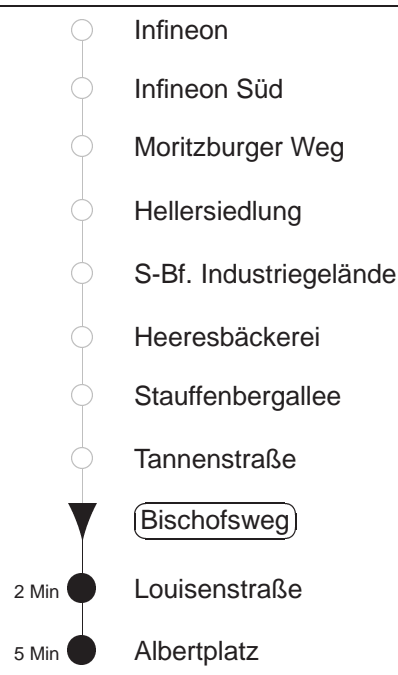 Infineon
Infineon Süd
Moritzburger Weg
Hellersiedlung
S-Bf. Industriegelände
Heeresbäckerei
Stauffenbergallee
Tannenstraße
Bischofsweg
2 Min Louisenstraße
5 Min Albertplatz